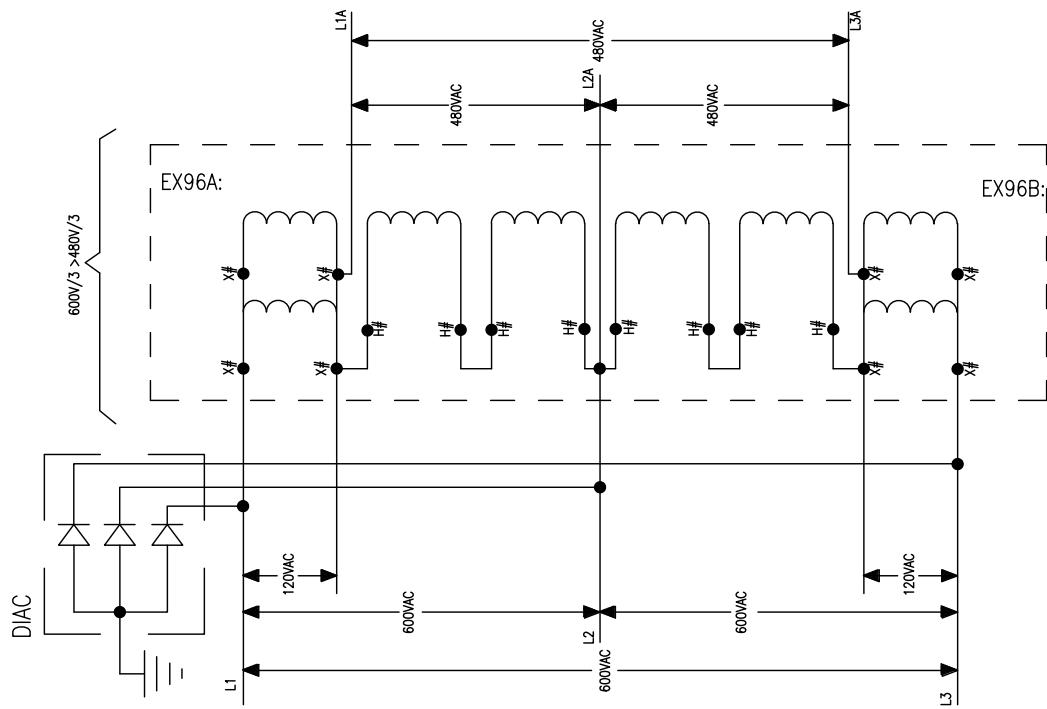 L1A
L3A
480VAC
L2A
480VAC
480VAC
600V/3 >480V/3
EX96A:
EX96B:
X#
X#
X#
X#
H#
H#
H#
H#
H#
H#
H#
H#
X#
X#
X#
X#
DIAC
120VAC
120VAC
600VAC
L2
600VAC
L1
600VAC
L3